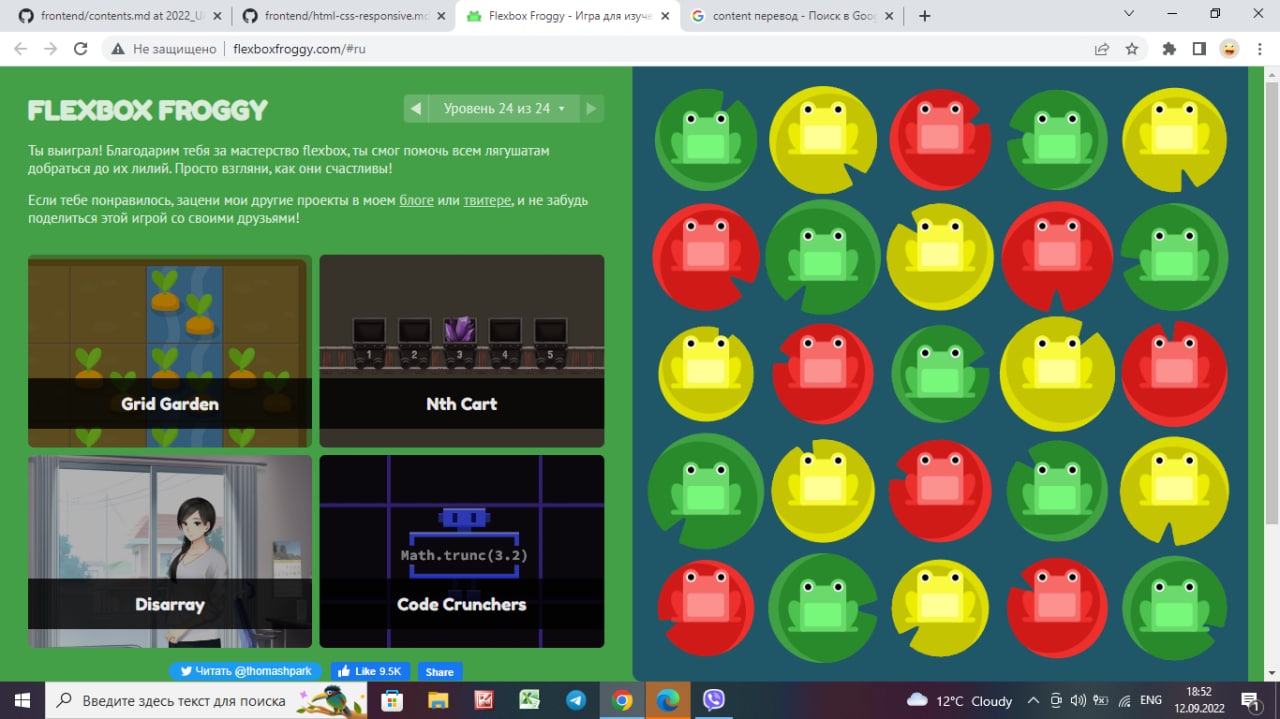 frontend/contents.md at 2022_U
frontend/html-css-responsive.md
Flexbox Froggy - Игра для изуче
content перевод - Поиск в Goog
Не защищено
flexboxfroggy.com/#ru
FLEXBOX FROGGY
Уровень 24 из 24
Ты выиграл! Благодарим тебя за мастерство flexbox, ты смог помочь всем лягушатам
добраться до их лилий. Просто взгляни, как они счастливы!
Если тебе понравилось, зацени мои другие проекты в моем блоге или твитере, и не забудь
поделиться этой игрой со своими друзьями!
1 2 3 4 5
Grid Garden
Nth Cart
Math.trunc(3.2)
Disarray
Code Crunchers
Читать @thomashpark
Like 9.5K
Share
Введите здесь текст для поиска
12°C Cloudy
ENG
18:52
12.09.2022
1